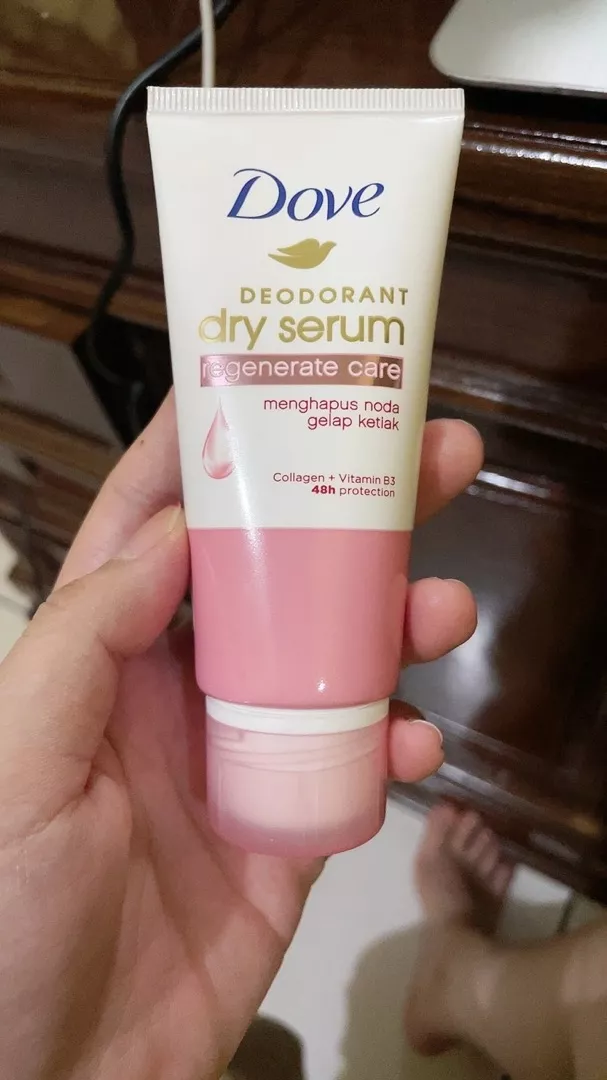 Dove
DEODORANT
dry serum
regenerate care
menghapus noda
gelap ketiak
Collagen + Vitamin B3
48h protection